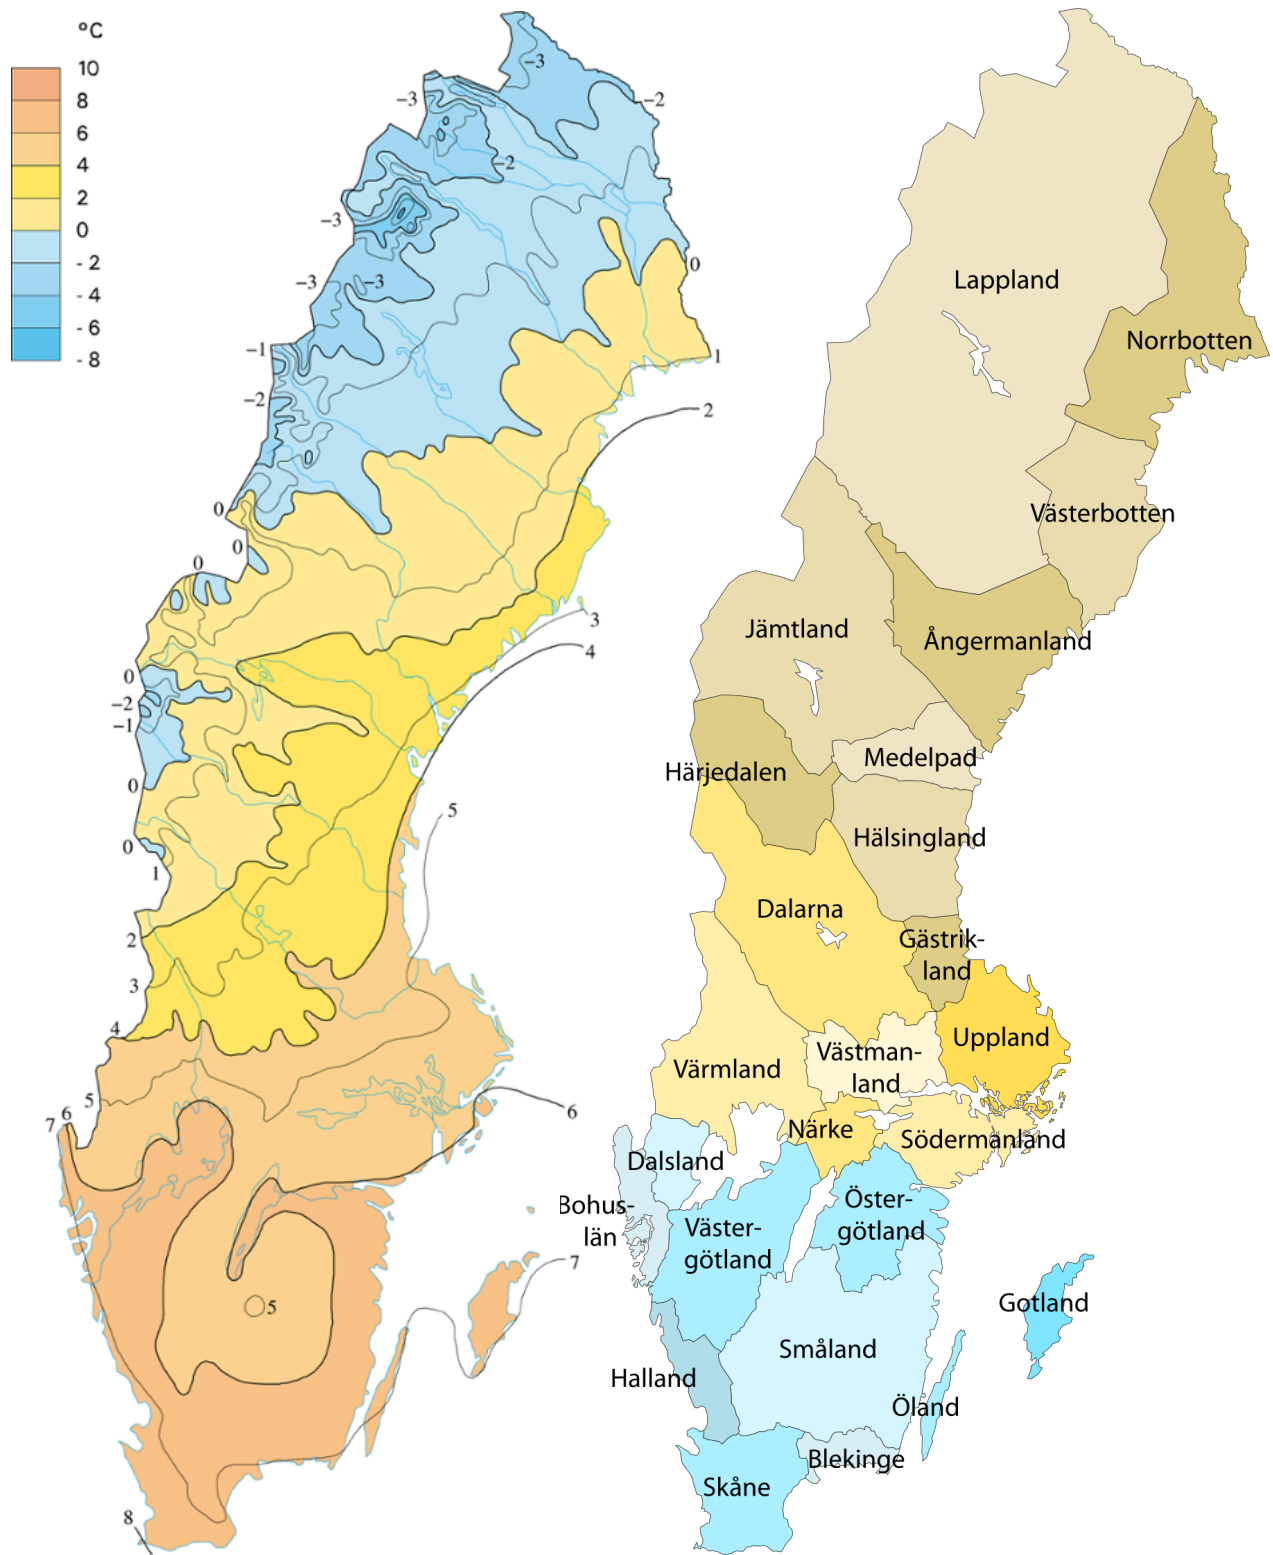 °C
10
8
6
4
2
0
- 2
- 4
- 6
- 8
-3
-3
-2
-2
-3
0
-3
-3
-1
1
-2
2
0
0
0
0
3
0
4
-2
-1
0
5
0
1
2
3
4
5
6
7
6
7
5
8
Lappland
Norrbotten
Västerbotten
Jämtland
Ångermanland
Medelpad
Härjedalen
Hälsingland
Dalarna
Gästrik-
land
Uppland
Västman-
land
Värmland
Närke
Södermanland
Dalsland
Bohus-
län
Väster-
götland
Öster-
götland
Gotland
Småland
Halland
Öland
Blekinge
Skåne